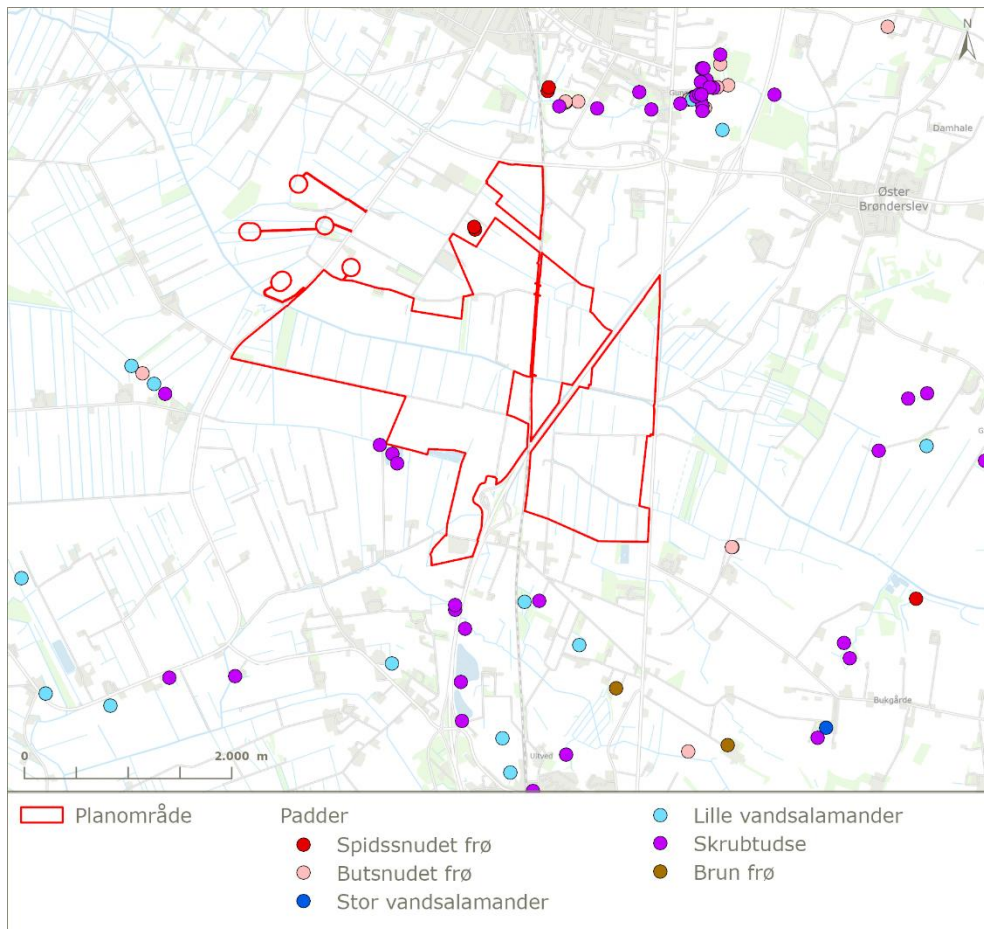 N
Damhale
Øster
Brønderslev
Bukgårde
Ultved
0
2.000 m
Planområde
Padder
Spidssnudet frø
Butsnudet frø
Stor vandsalamander
Lille vandsalamander
Skrubtudse
Brun frø